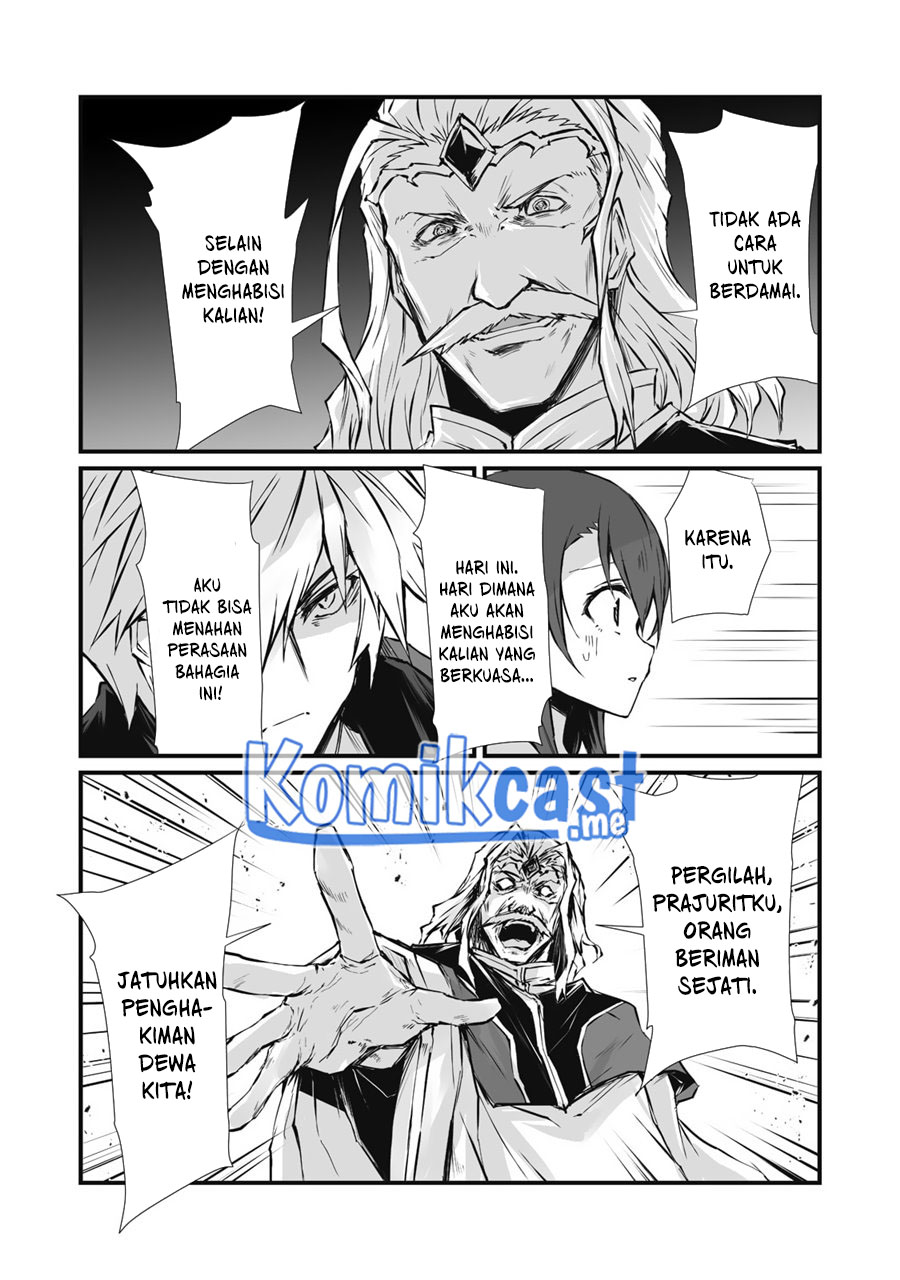 TIDAK ADA
CARA
UNTUK
BERDAMAI.
SELAIN
DENGAN
MENGHABISI
KALIAN!
KARENA
ITU.
HARI INI.
HARI DIMANA
AKU AKAN
MENGHABISI
KALIAN YANG
BERKUASA...
AKU
TIDAK BISA
MENAHAN
PERASAAN
BAHAGIA
INI!
Komikcast
.me
PERGILAH,
PRAJURITKU,
ORANG
BERIMAN
SEJATI.
JATUHKAN
PENGHA-
KIMAN
DEWA
KITA!